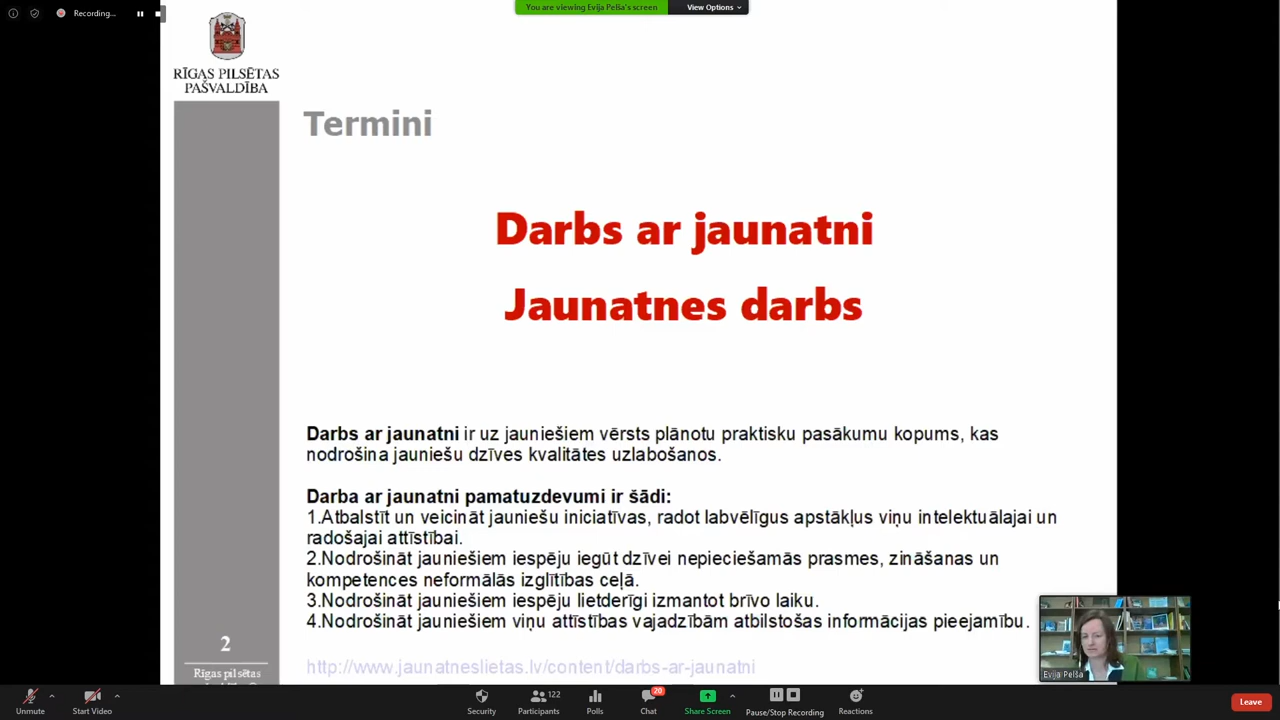 Recording...
You are viewing Evija Pelša's screen
View Options
RĪGAS PILSĒTAS
PAŠVALDĪBA
Termini
Darbs ar jaunatni
Jaunatnes darbs
Darbs ar jaunatni ir uz jauniešiem vērsts plānotu praktisku pasākumu kopums, kas
nodrošina jauniešu dzīves kvalitātes uzlabošanos.
Darba ar jaunatni pamatuzdevumi ir šādi:
1.Atbalstīt un veicināt jauniešu iniciatīvas, radot labvēlīgus apstākļus viņu intelektuālajai un
radošajai attīstībai.
2.Nodrošināt jauniešiem iespēju iegūt dzīvei nepieciešamās prasmes, zināšanas un
kompetences neformālās izglītības ceļā.
3.Nodrošināt jauniešiem iespēju lietderīgi izmantot brīvo laiku.
4.Nodrošināt jauniešiem viņu attīstības vajadzībām atbilstošas informācijas pieejamību.
http://www.jaunatneslietas.lv/content/darbs-ar-jaunatni
2
Rīgas pilsētas
Evija Pelša
Unmute
Start Video
Security
Participants 122
Polls
Chat 20
Share Screen
Pause/Stop Recording
Reactions
Leave